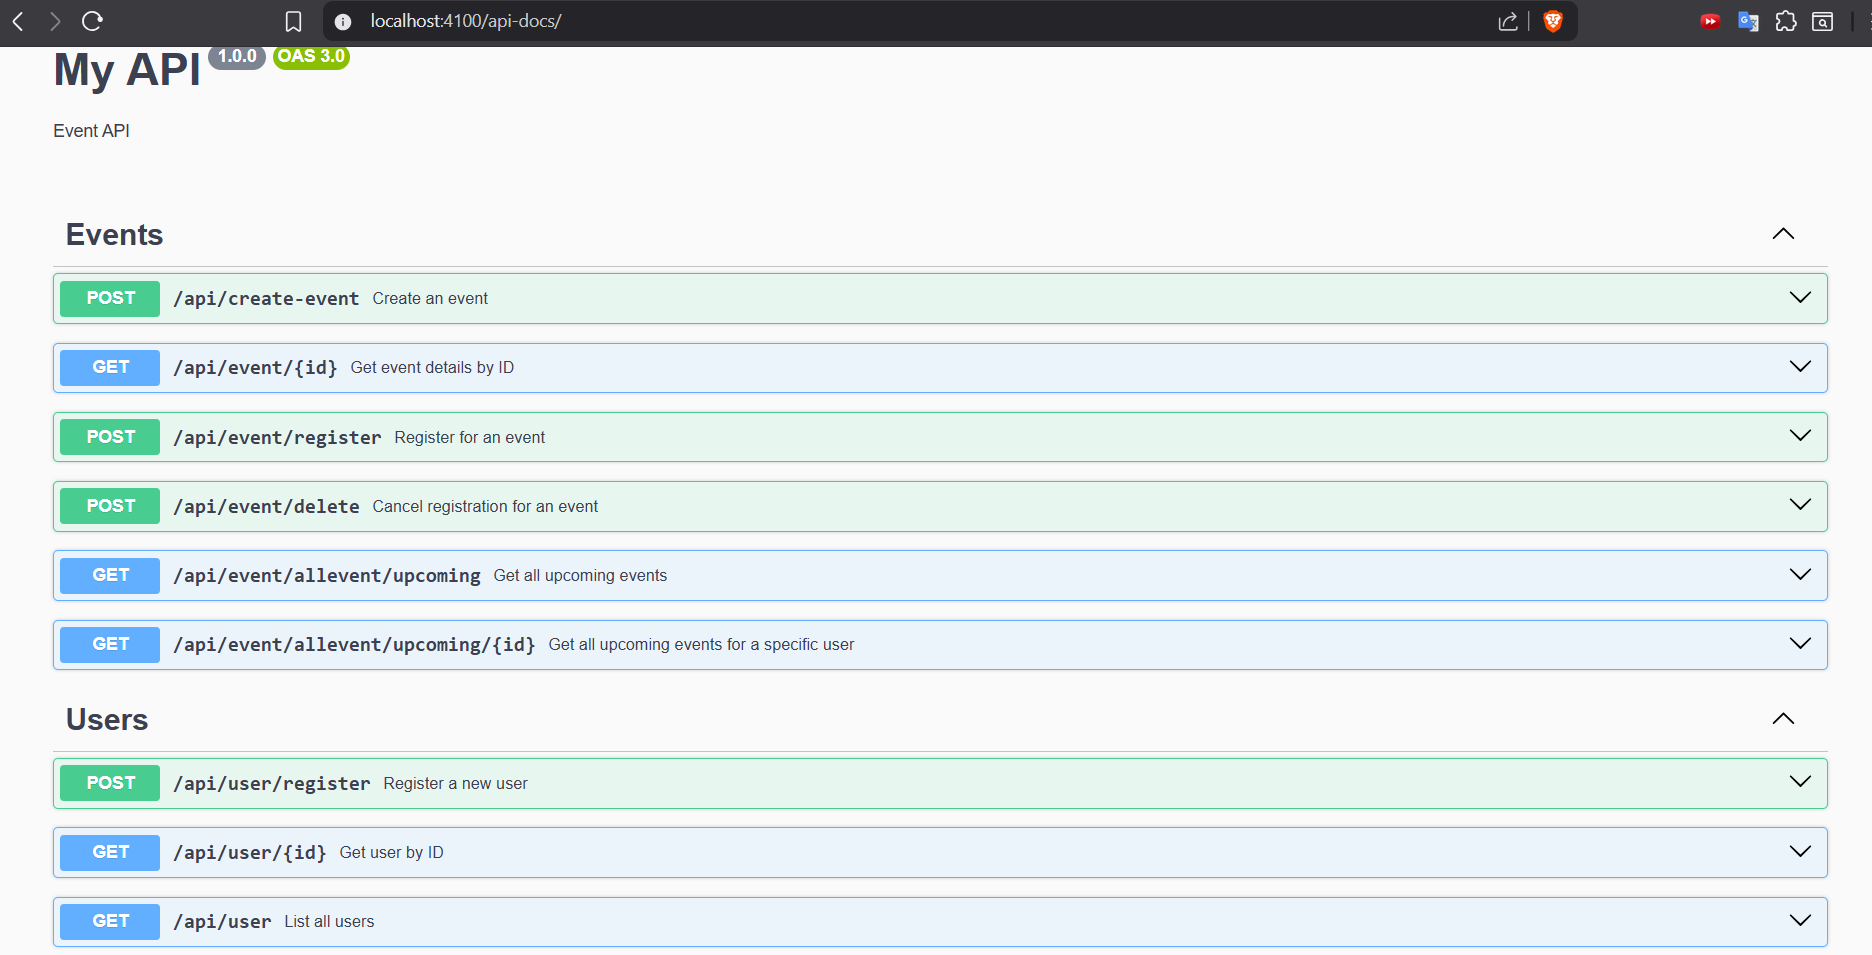 localhost:4100/api-docs/
My API 1.0.0 OAS 3.0
Event API
Events
POST /api/create-event Create an event
GET /api/event/{id} Get event details by ID
POST /api/event/register Register for an event
POST /api/event/delete Cancel registration for an event
GET /api/event/allevent/upcoming Get all upcoming events
GET /api/event/allevent/upcoming/{id} Get all upcoming events for a specific user
Users
POST /api/user/register Register a new user
GET /api/user/{id} Get user by ID
GET /api/user List all users